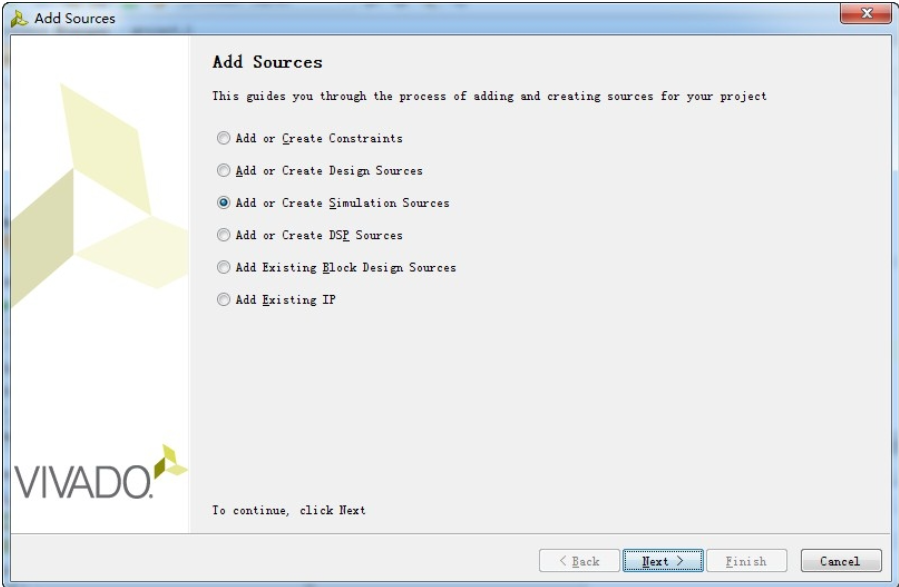 Add Sources
Add Sources
This guides you through the process of adding and creating sources for your project
Add or Create Constraints
Add or Create Design Sources
Add or Create Simulation Sources
Add or Create DSP Sources
Add Existing Block Design Sources
Add Existing IP
VIVADO.
To continue, click Next
< Back Next > Finish Cancel